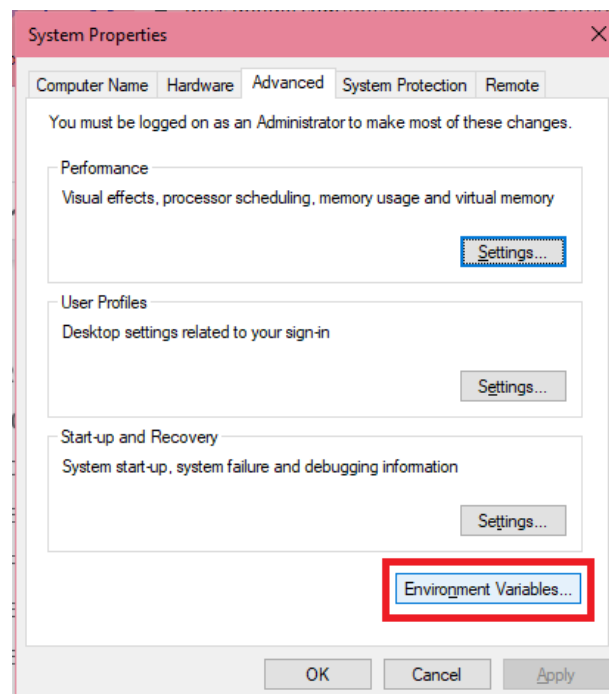 System Properties
Computer Name Hardware Advanced System Protection Remote
You must be logged on as an Administrator to make most of these changes.
Performance
Visual effects, processor scheduling, memory usage and virtual memory
Settings...
User Profiles
Desktop settings related to your sign-in
Settings...
Start-up and Recovery
System start-up, system failure and debugging information
Settings...
Environment Variables...
OK Cancel Apply